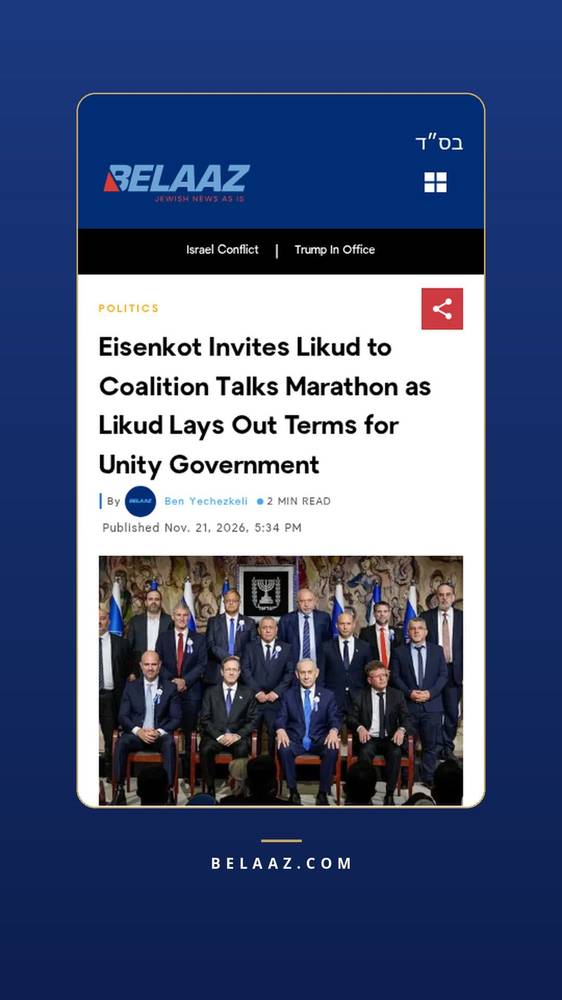 בס״ד
BELAAZ
JEWISH NEWS AS IS
Israel Conflict | Trump In Office
POLITICS
Eisenkot Invites Likud to
Coalition Talks Marathon as
Likud Lays Out Terms for
Unity Government
By BELAAZ Ben Yechezkeli 2 MIN READ
Published Nov. 21, 2026, 5:34 PM
BELAAZ.COM